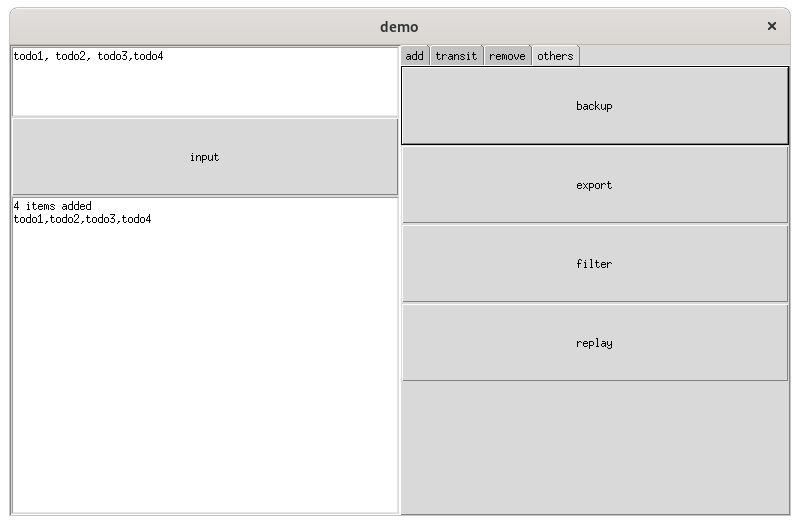 demo
×
todo1, todo2, todo3,todo4
input
4 items added
todo1,todo2,todo3,todo4
add transit remove others
backup
export
filter
replay